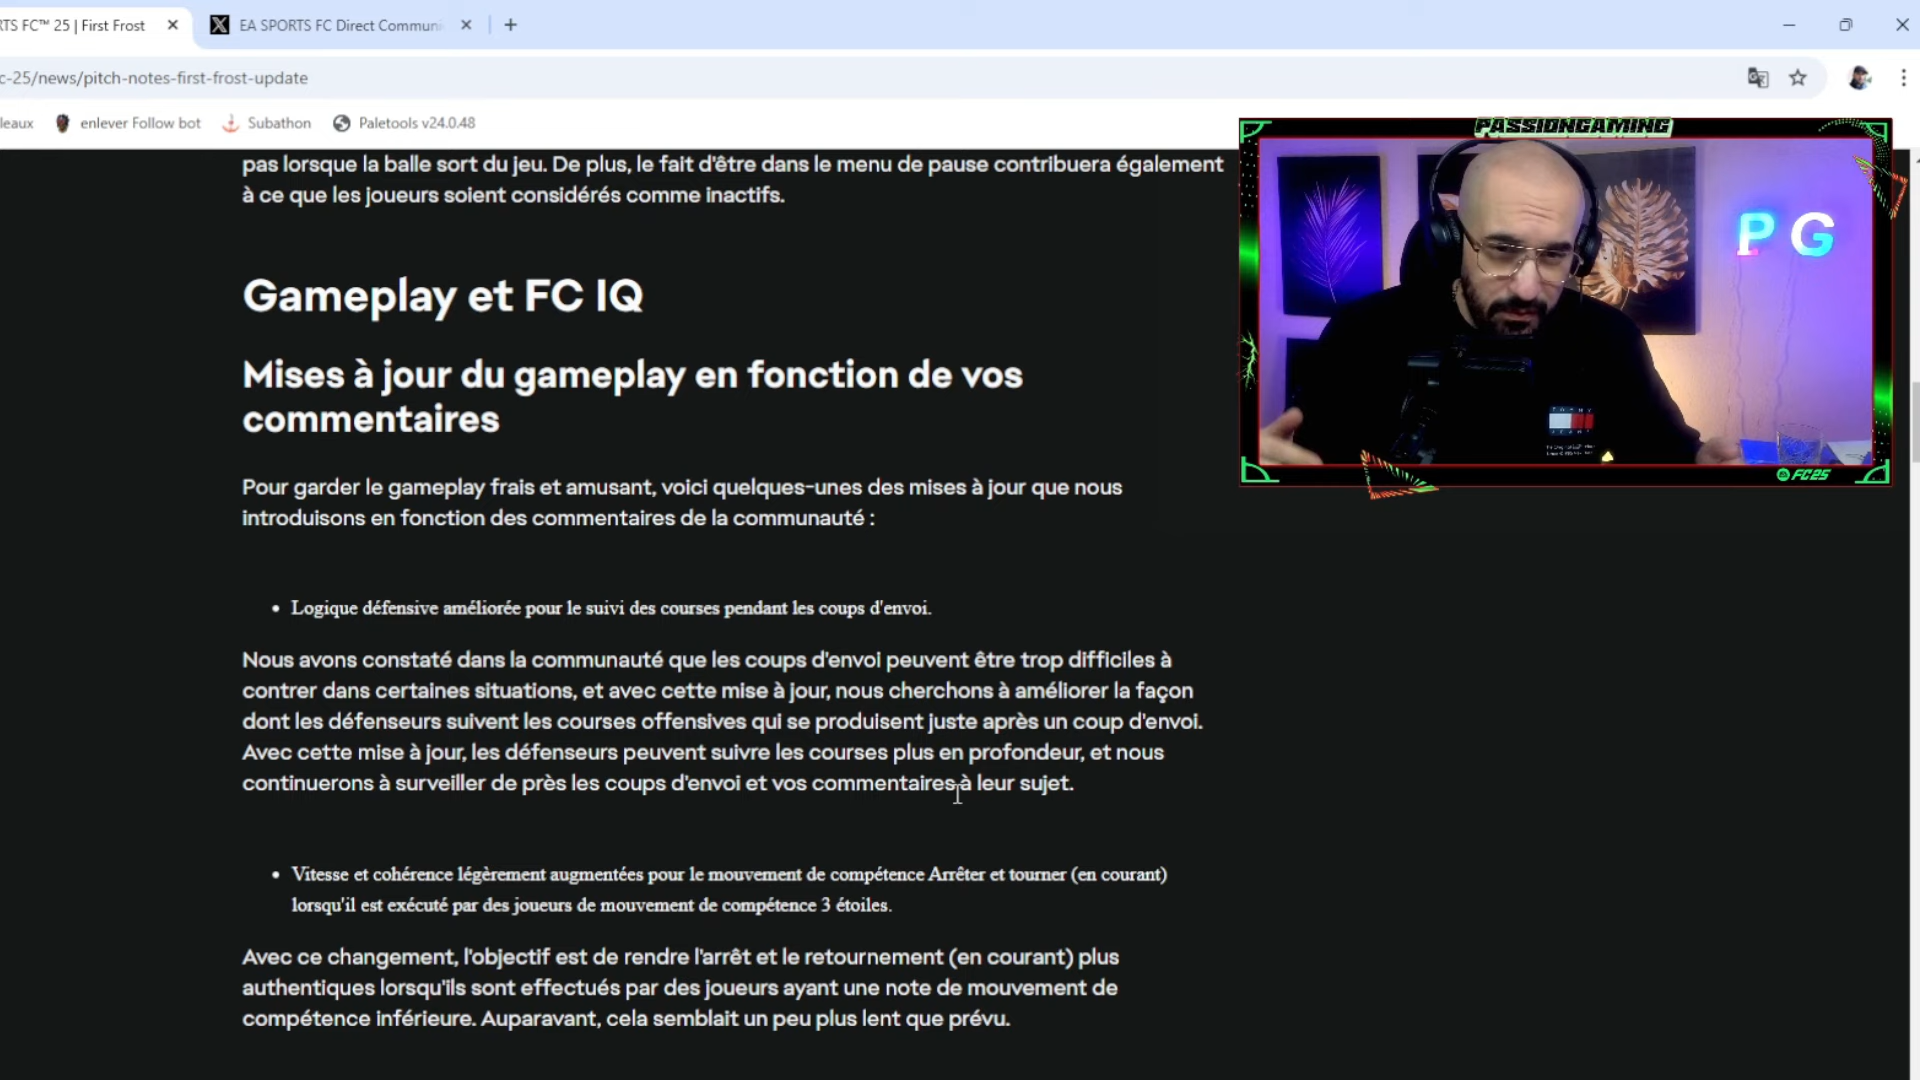 TS FC™ 25 | First Frost
EA SPORTS FC Direct Commun
c-25/news/pitch-notes-first-frost-update
leaux
enlever Follow bot
Subathon
Paletools v24.0.48
PASSIONGAMING
P G
FC25
pas lorsque la balle sort du jeu. De plus, le fait d'être dans le menu de pause contribuera également
à ce que les joueurs soient considérés comme inactifs.
Gameplay et FC IQ
Mises à jour du gameplay en fonction de vos
commentaires
Pour garder le gameplay frais et amusant, voici quelques-unes des mises à jour que nous
introduisons en fonction des commentaires de la communauté :
• Logique défensive améliorée pour le suivi des courses pendant les coups d'envoi.
Nous avons constaté dans la communauté que les coups d'envoi peuvent être trop difficiles à
contrer dans certaines situations, et avec cette mise à jour, nous cherchons à améliorer la façon
dont les défenseurs suivent les courses offensives qui se produisent juste après un coup d'envoi.
Avec cette mise à jour, les défenseurs peuvent suivre les courses plus en profondeur, et nous
continuerons à surveiller de près les coups d'envoi et vos commentaires à leur sujet.
• Vitesse et cohérence légèrement augmentées pour le mouvement de compétence Arrêter et tourner (en courant)
lorsqu'il est exécuté par des joueurs de mouvement de compétence 3 étoiles.
Avec ce changement, l'objectif est de rendre l'arrêt et le retournement (en courant) plus
authentiques lorsqu'ils sont effectués par des joueurs ayant une note de mouvement de
compétence inférieure. Auparavant, cela semblait un peu plus lent que prévu.